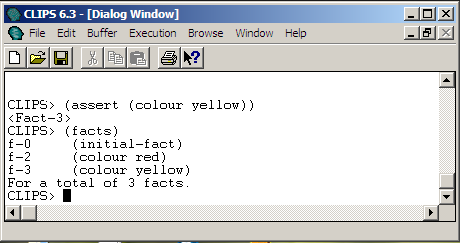 CLIPS 6.3 - [Dialog Window]
File Edit Buffer Execution Browse Window Help
CLIPS> (assert (colour yellow))
<Fact-3>
CLIPS> (facts)
f-0 (initial-fact)
f-2 (colour red)
f-3 (colour yellow)
For a total of 3 facts.
CLIPS>